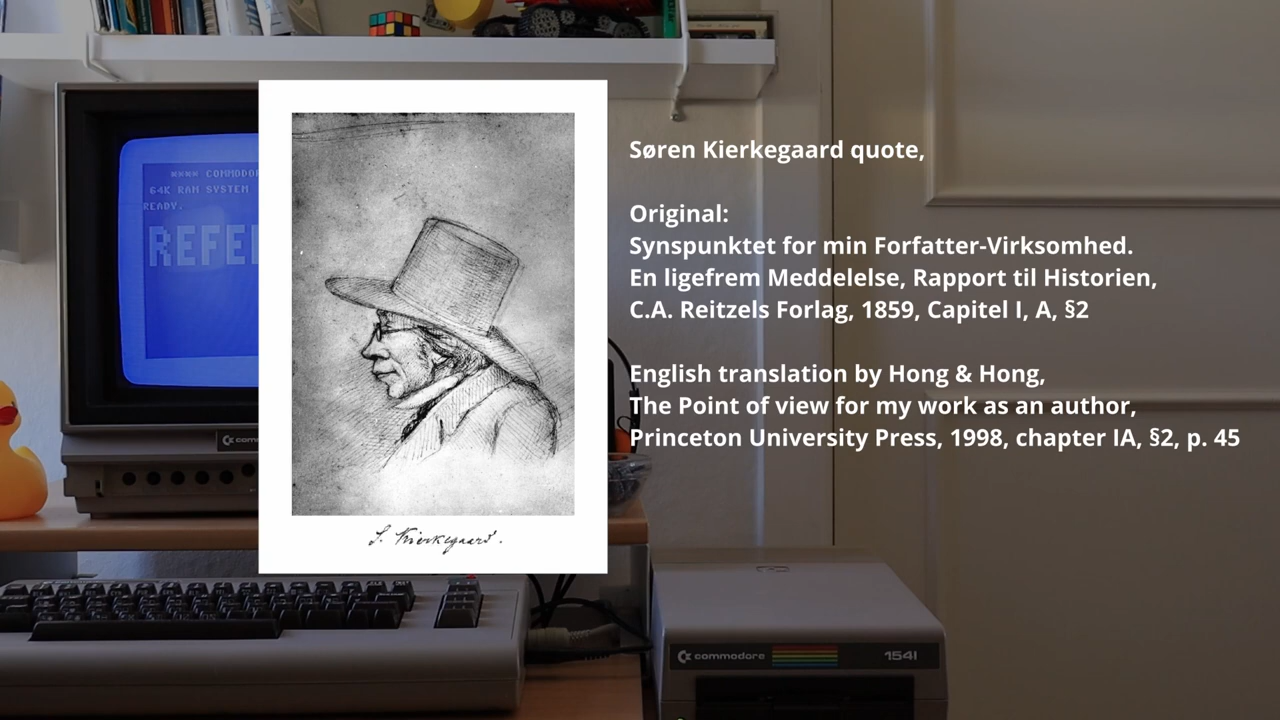 Søren Kierkegaard quote,
Original:
Synspunktet for min Forfatter-Virksomhed.
En ligefrem Meddelelse, Rapport til Historien,
C.A. Reitzels Forlag, 1859, Capitel I, A, §2
English translation by Hong & Hong,
The Point of view for my work as an author,
Princeton University Press, 1998, chapter IA, §2, p. 45
**** COMMODO
64K RAM SYSTEM
READY.
REFE
S. Kierkegaard.
commodore
1541